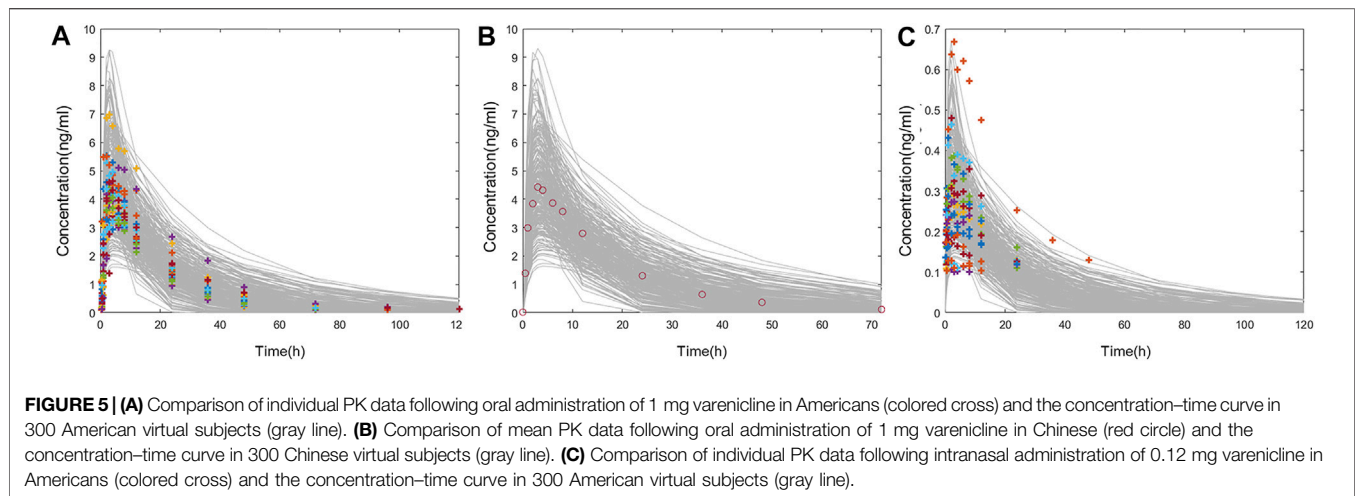 A
B
C
10
9
8
7
6
5
4
3
2
1
0
Concentration(ng/ml)
0 20 40 60 80 100 12
Time(h)
10
9
8
7
6
5
4
3
2
1
0
Concentration(ng/ml)
0 10 20 30 40 50 60 70
Time(h)
0.7
0.6
0.5
0.4
0.3
0.2
0.1
0
Concentration(ng/ml)
0 20 40 60 80 100 120
Time(h)
FIGURE 5 | (A) Comparison of individual PK data following oral administration of 1 mg varenicline in Americans (colored cross) and the concentration–time curve in
300 American virtual subjects (gray line). (B) Comparison of mean PK data following oral administration of 1 mg varenicline in Chinese (red circle) and the
concentration–time curve in 300 Chinese virtual subjects (gray line). (C) Comparison of individual PK data following intranasal administration of 0.12 mg varenicline in
Americans (colored cross) and the concentration–time curve in 300 American virtual subjects (gray line).